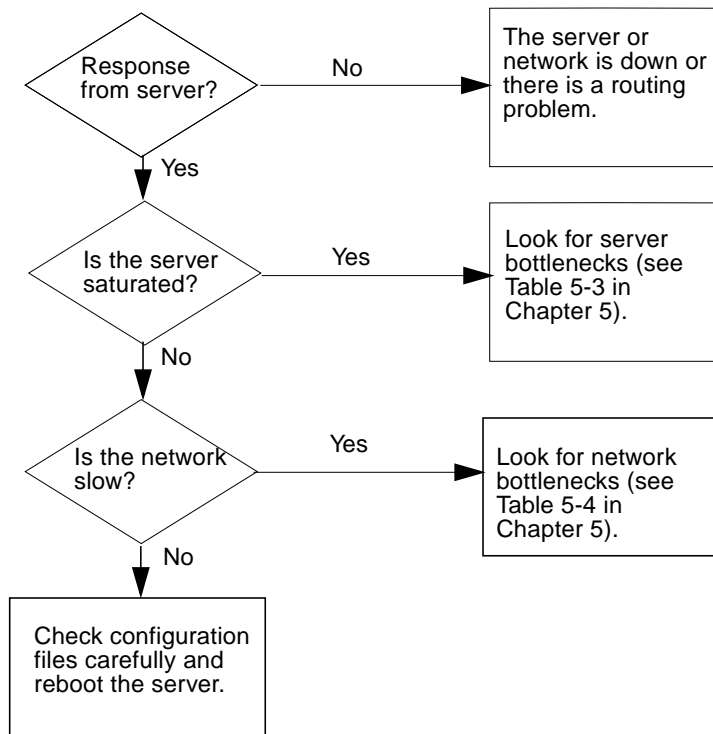 Response
from server?
No
The server or
network is down or
there is a routing
problem.
Yes
Is the server
saturated?
Yes
Look for server
bottlenecks (see
Table 5-3 in
Chapter 5).
No
Is the network
slow?
Yes
Look for network
bottlenecks (see
Table 5-4 in
Chapter 5).
No
Check configuration
files carefully and
reboot the server.